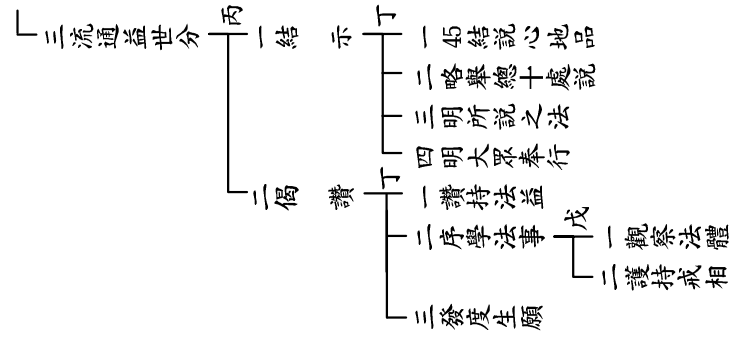 三流通益世分
丙
一結示
丁
一45結説心地品
二略舉總十處説
三明所説之法
四明大眾奉行
二偈讚
丁
一讚持法益
二序學法事
戊
一觀察法體
二護持戒相
三發度生願